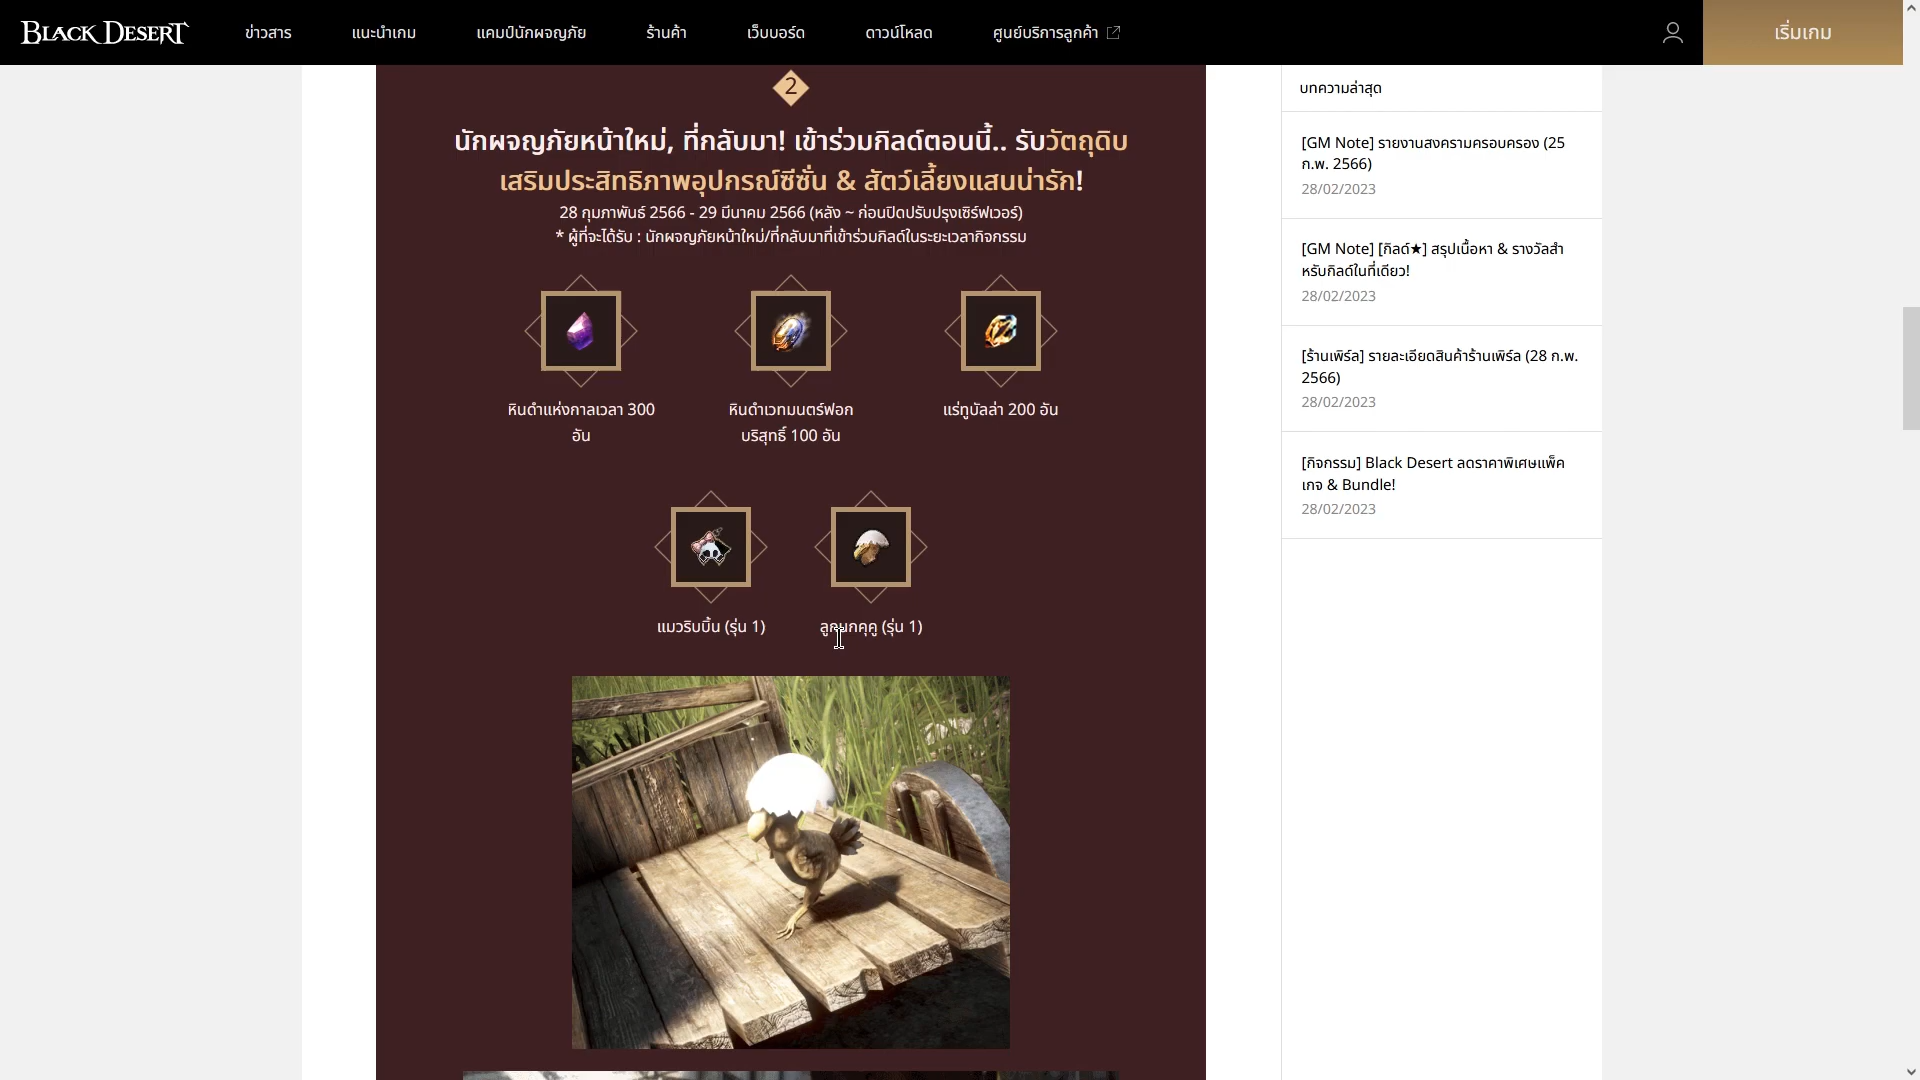 BLACK DESERT
ข่าวสาร
แนะนำเกม
แคมป์นักผจญภัย
ร้านค้า
เว็บบอร์ด
ดาวน์โหลด
ศูนย์บริการลูกค้า
เริ่มเกม
2
นักผจญภัยหน้าใหม่, ที่กลับมา! เข้าร่วมกิลด์ตอนนี้.. รับวัตถุดิบ
เสริมประสิทธิภาพอุปกรณ์ซีซั่น & สัตว์เลี้ยงแสนน่ารัก!
28 กุมภาพันธ์ 2566 - 29 มีนาคม 2566 (หลัง ~ ก่อนปิดปรับปรุงเซิร์ฟเวอร์)
* ผู้ที่จะได้รับ : นักผจญภัยหน้าใหม่/ที่กลับมาที่เข้าร่วมกิลด์ในระยะเวลากิจกรรม
หินดำแห่งกาลเวลา 300
อัน
หินดำเวทมนตร์ฟอก
บริสุทธิ์ 100 อัน
แร่ทูบัลล่า 200 อัน
แมวริบบิ้น (รุ่น 1)
ลูกนกคุคู (รุ่น 1)
บทความล่าสุด
[GM Note] รายงานสงครามครอบครอง (25
ก.พ. 2566)
28/02/2023
[GM Note] [กิลด์★] สรุปเนื้อหา & รางวัลสำ
หรับกิลด์ในที่เดียว!
28/02/2023
[ร้านเพิร์ล] รายละเอียดสินค้าร้านเพิร์ล (28 ก.พ.
2566)
28/02/2023
[กิจกรรม] Black Desert ลดราคาพิเศษแพ็ค
เกจ & Bundle!
28/02/2023